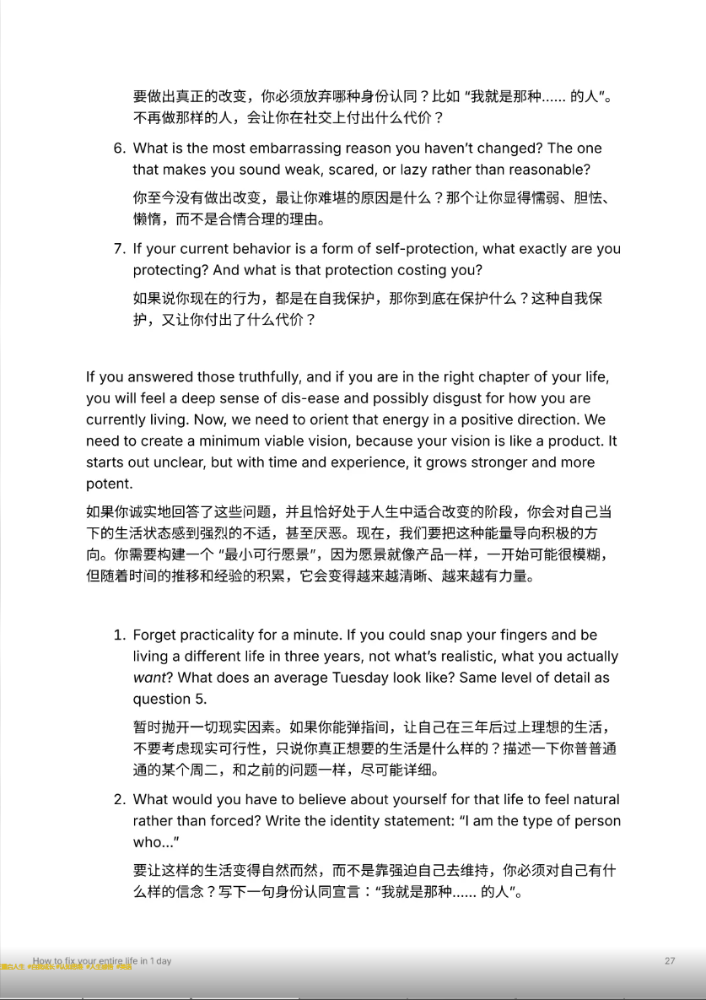 要做出真正的改变，你必须放弃哪种身份认同？比如 “我就是那种...... 的人”。
不再做那样的人，会让你在社交上付出什么代价？
6. What is the most embarrassing reason you haven’t changed? The one
that makes you sound weak, scared, or lazy rather than reasonable?
你至今没有做出改变，最让你难堪的原因是什么？那个让你显得懦弱、胆怯、
懒惰，而不是合情合理的理由。
7. If your current behavior is a form of self-protection, what exactly are you
protecting? And what is that protection costing you?
如果说你现在的行为，都是在自我保护，那你到底在保护什么？这种自我保
护，又让你付出了什么代价？
If you answered those truthfully, and if you are in the right chapter of your life,
you will feel a deep sense of dis-ease and possibly disgust for how you are
currently living. Now, we need to orient that energy in a positive direction. We
need to create a minimum viable vision, because your vision is like a product. It
starts out unclear, but with time and experience, it grows stronger and more
potent.
如果你诚实地回答了这些问题，并且恰好处于人生中适合改变的阶段，你会对自己当
下的生活状态感到强烈的不适，甚至厌恶。现在，我们要把这种能量导向积极的方
向。你需要构建一个 “最小可行愿景”，因为愿景就像产品一样，一开始可能很模糊，
但随着时间的推移和经验的积累，它会变得越来越清晰、越来越有力量。
1. Forget practicality for a minute. If you could snap your fingers and be
living a different life in three years, not what’s realistic, what you actually
want? What does an average Tuesday look like? Same level of detail as
question 5.
暂时抛开一切现实因素。如果你能弹指间，让自己在三年后过上理想的生活，
不要考虑现实可行性，只说你真正想要的生活是什么样的？描述一下你普普通
通的某个周二，和之前的问题一样，尽可能详细。
2. What would you have to believe about yourself for that life to feel natural
rather than forced? Write the identity statement: “I am the type of person
who...”
要让这样的生活变得自然而然，而不是靠强迫自己去维持，你必须对自己有什
么样的信念？写下一句身份认同宣言：“我就是那种...... 的人”。
How to fix your entire life in 1 day 27